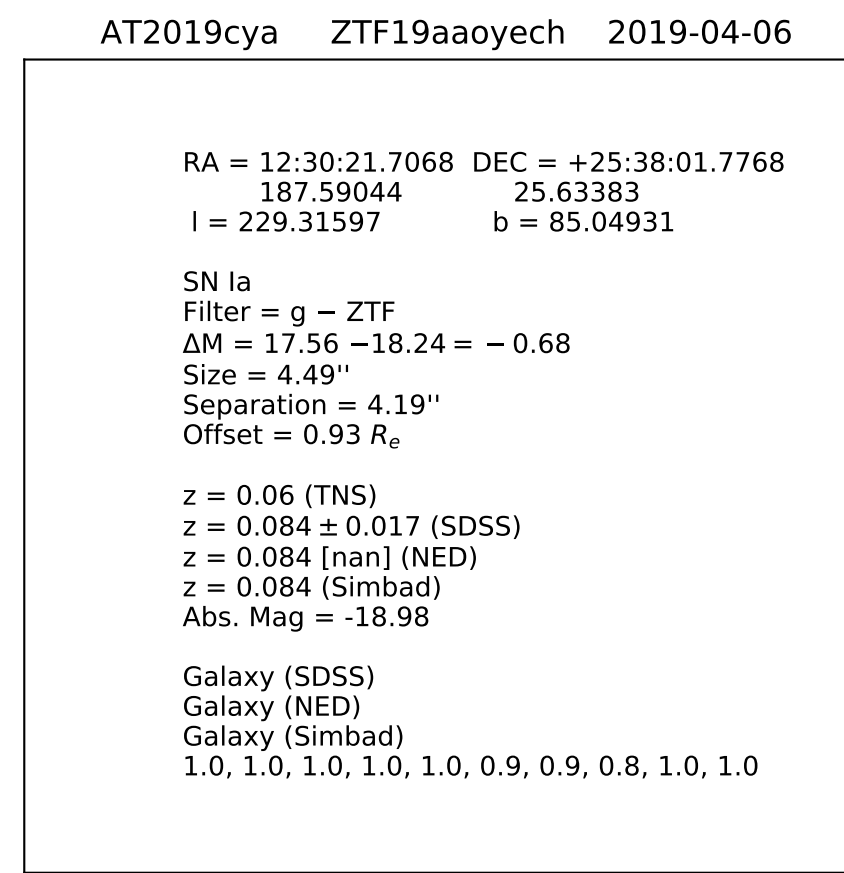 AT2019cya ZTF19aaoyech 2019-04-06
RA = 12:30:21.7068 DEC = +25:38:01.7768
187.59044 25.63383
l = 229.31597 b = 85.04931
SN Ia
Filter = g − ZTF
ΔM = 17.56 −18.24 = − 0.68
Size = 4.49''
Separation = 4.19''
Offset = 0.93 Re
z = 0.06 (TNS)
z = 0.084 ± 0.017 (SDSS)
z = 0.084 [nan] (NED)
z = 0.084 (Simbad)
Abs. Mag = -18.98
Galaxy (SDSS)
Galaxy (NED)
Galaxy (Simbad)
1.0, 1.0, 1.0, 1.0, 1.0, 0.9, 0.9, 0.8, 1.0, 1.0